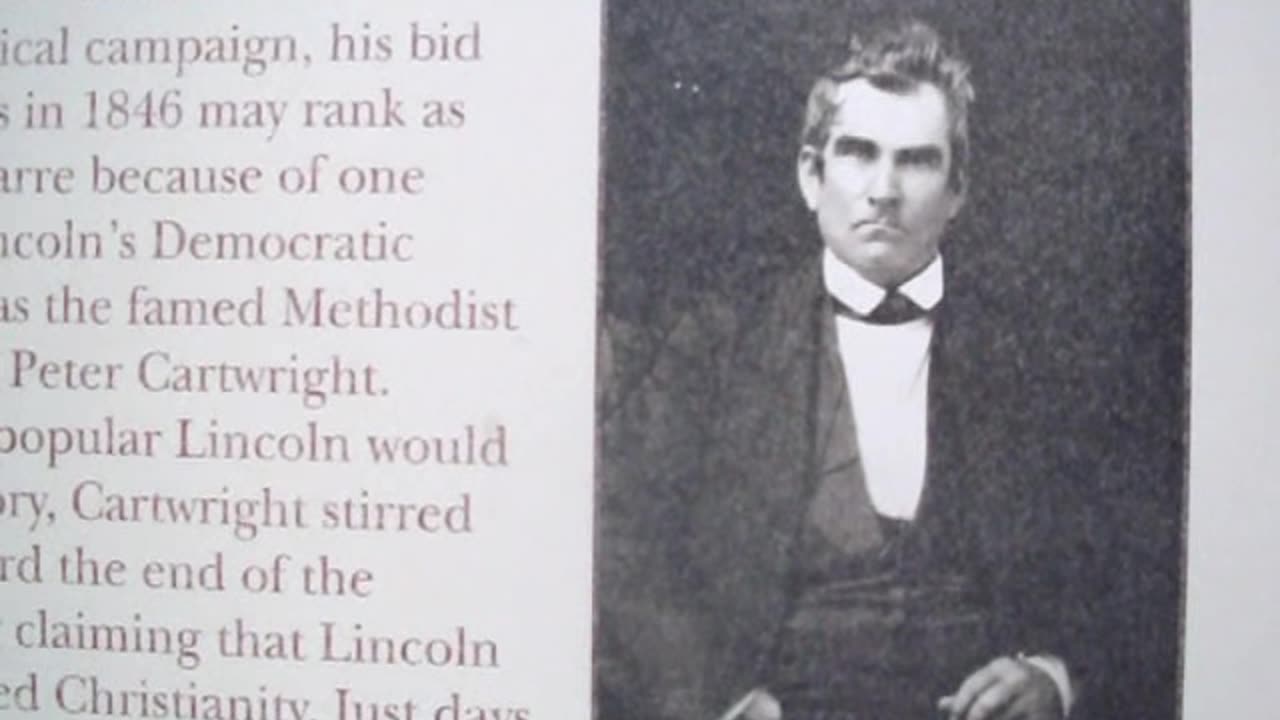 ical campaign, his bid
s in 1846 may rank as
arre because of one
ncoln's Democratic
as the famed Methodist
Peter Cartwright.
popular Lincoln would
ory, Cartwright stirred
rd the end of the
claiming that Lincoln
ed Christianity. Just days